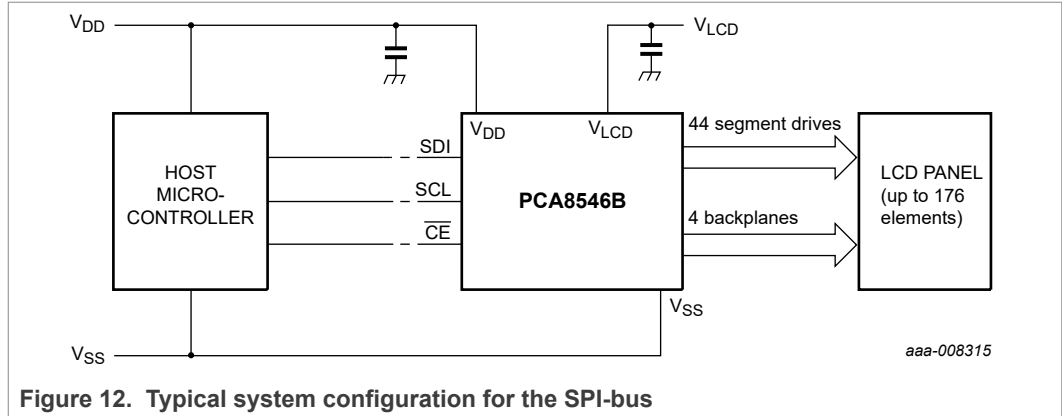 VDD
VLCD
VDD
VLCD
44 segment drives
SDI
HOST
MICRO-
CONTROLLER
SCL
PCA8546B
LCD PANEL
(up to 176
elements)
CE
4 backplanes
VSS
VSS
aaa-008315
Figure 12. Typical system configuration for the SPI-bus